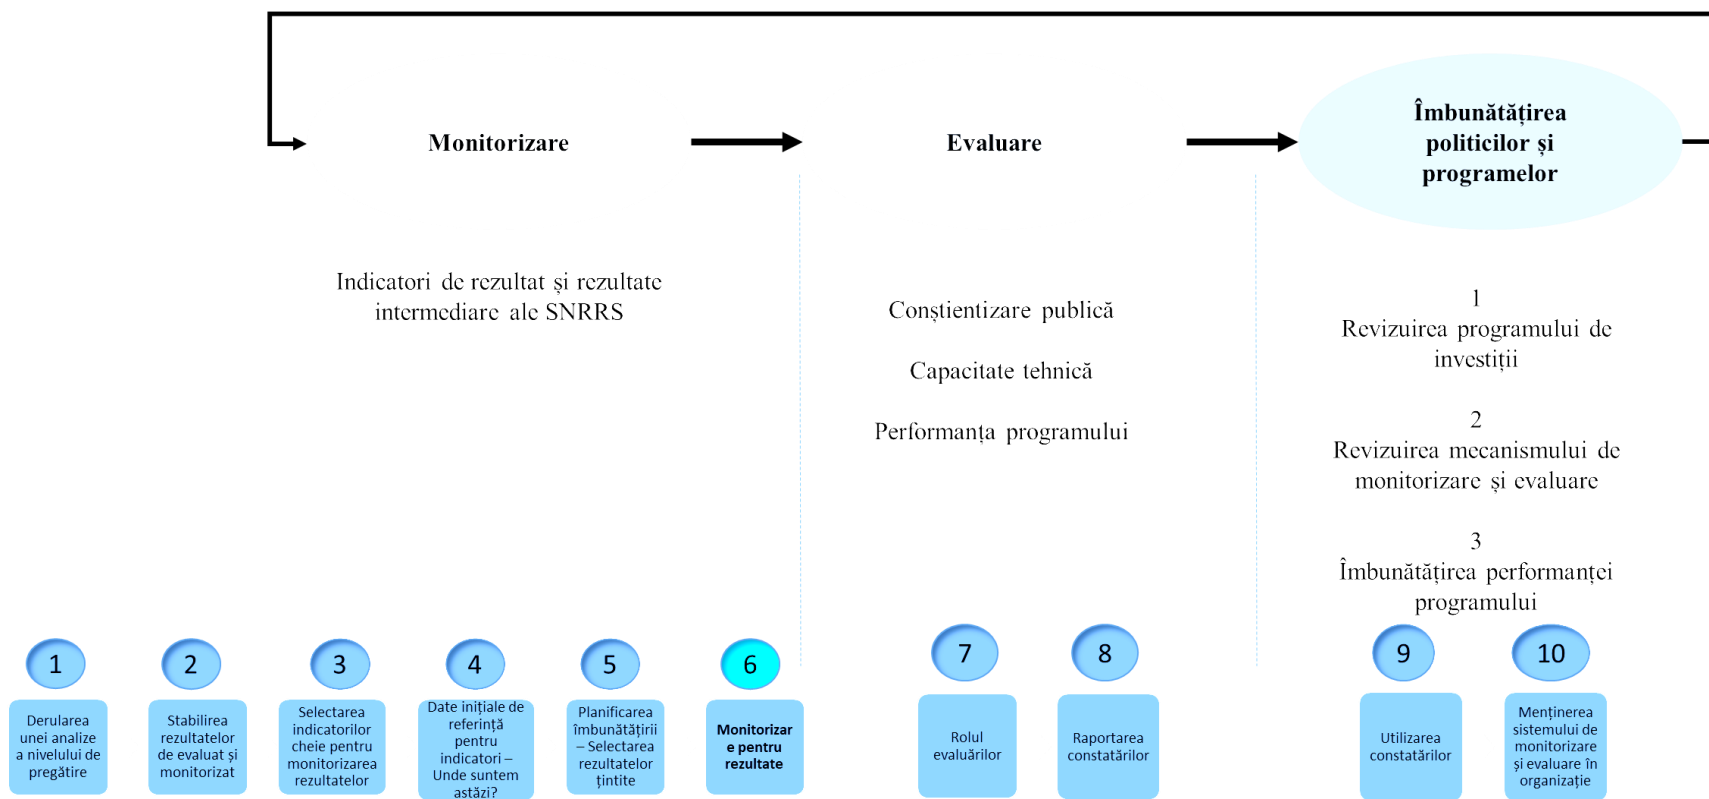 Monitorizare
Evaluare
Îmbunătățirea
politicilor și
programelor
Indicatori de rezultat și rezultate
intermediare ale SNRRS
Conștientizare publică
Capacitate tehnică
Performanța programului
1
Revizuirea programului de
investiții
2
Revizuirea mecanismului de
monitorizare și evaluare
3
Îmbunătățirea performanței
programului
1
Derularea
unei analize
a nivelului de
pregătire
2
Stabilirea
rezultatelor
de evaluat și
monitorizat
3
Selectarea
indicatorilor
cheie pentru
monitorizarea
rezultatelor
4
Date inițiale de
referință
pentru
indicatori –
Unde suntem
astăzi?
5
Planificarea
îmbunătățirii
– Selectarea
rezultatelor
țintite
6
Monitorizar
e pentru
rezultate
7
Rolul
evaluărilor
8
Raportarea
constatărilor
9
Utilizarea
constatărilor
10
Menținerea
sistemului de
monitorizare
și evaluare în
organizație